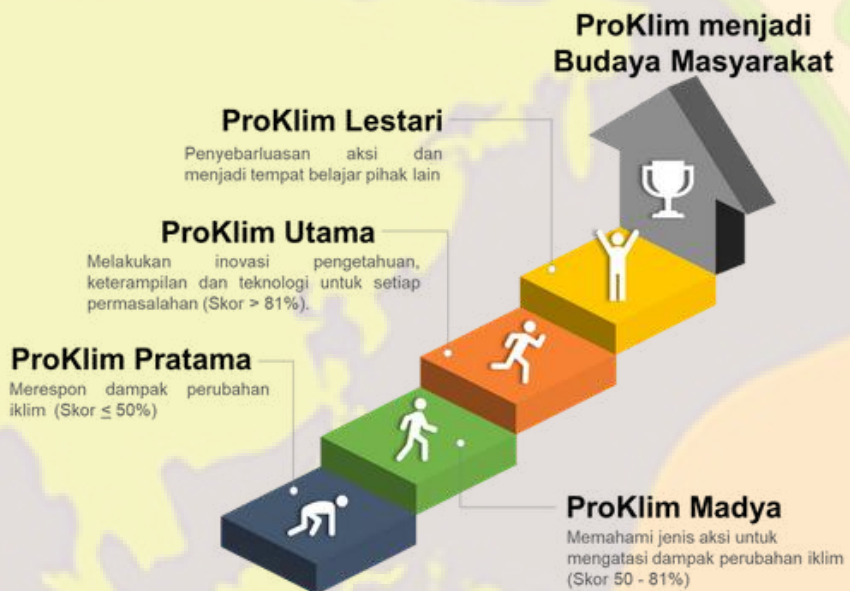 ProKlim menjadi
Budaya Masyarakat
ProKlim Lestari
Penyebarluasan aksi dan
menjadi tempat belajar pihak lain
ProKlim Utama
Melakukan inovasi pengetahuan,
keterampilan dan teknologi untuk setiap
permasalahan (Skor > 81%).
ProKlim Pratama
Merespon dampak perubahan
iklim (Skor ≤ 50%)
ProKlim Madya
Memahami jenis aksi untuk
mengatasi dampak perubahan iklim
(Skor 50 - 81%)